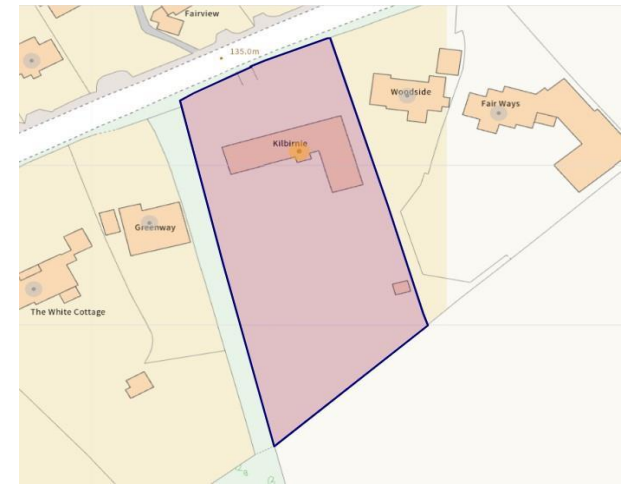 Fairview
135.0m
Woodside
Fair Ways
Kilbirnie
Greenway
The White Cottage